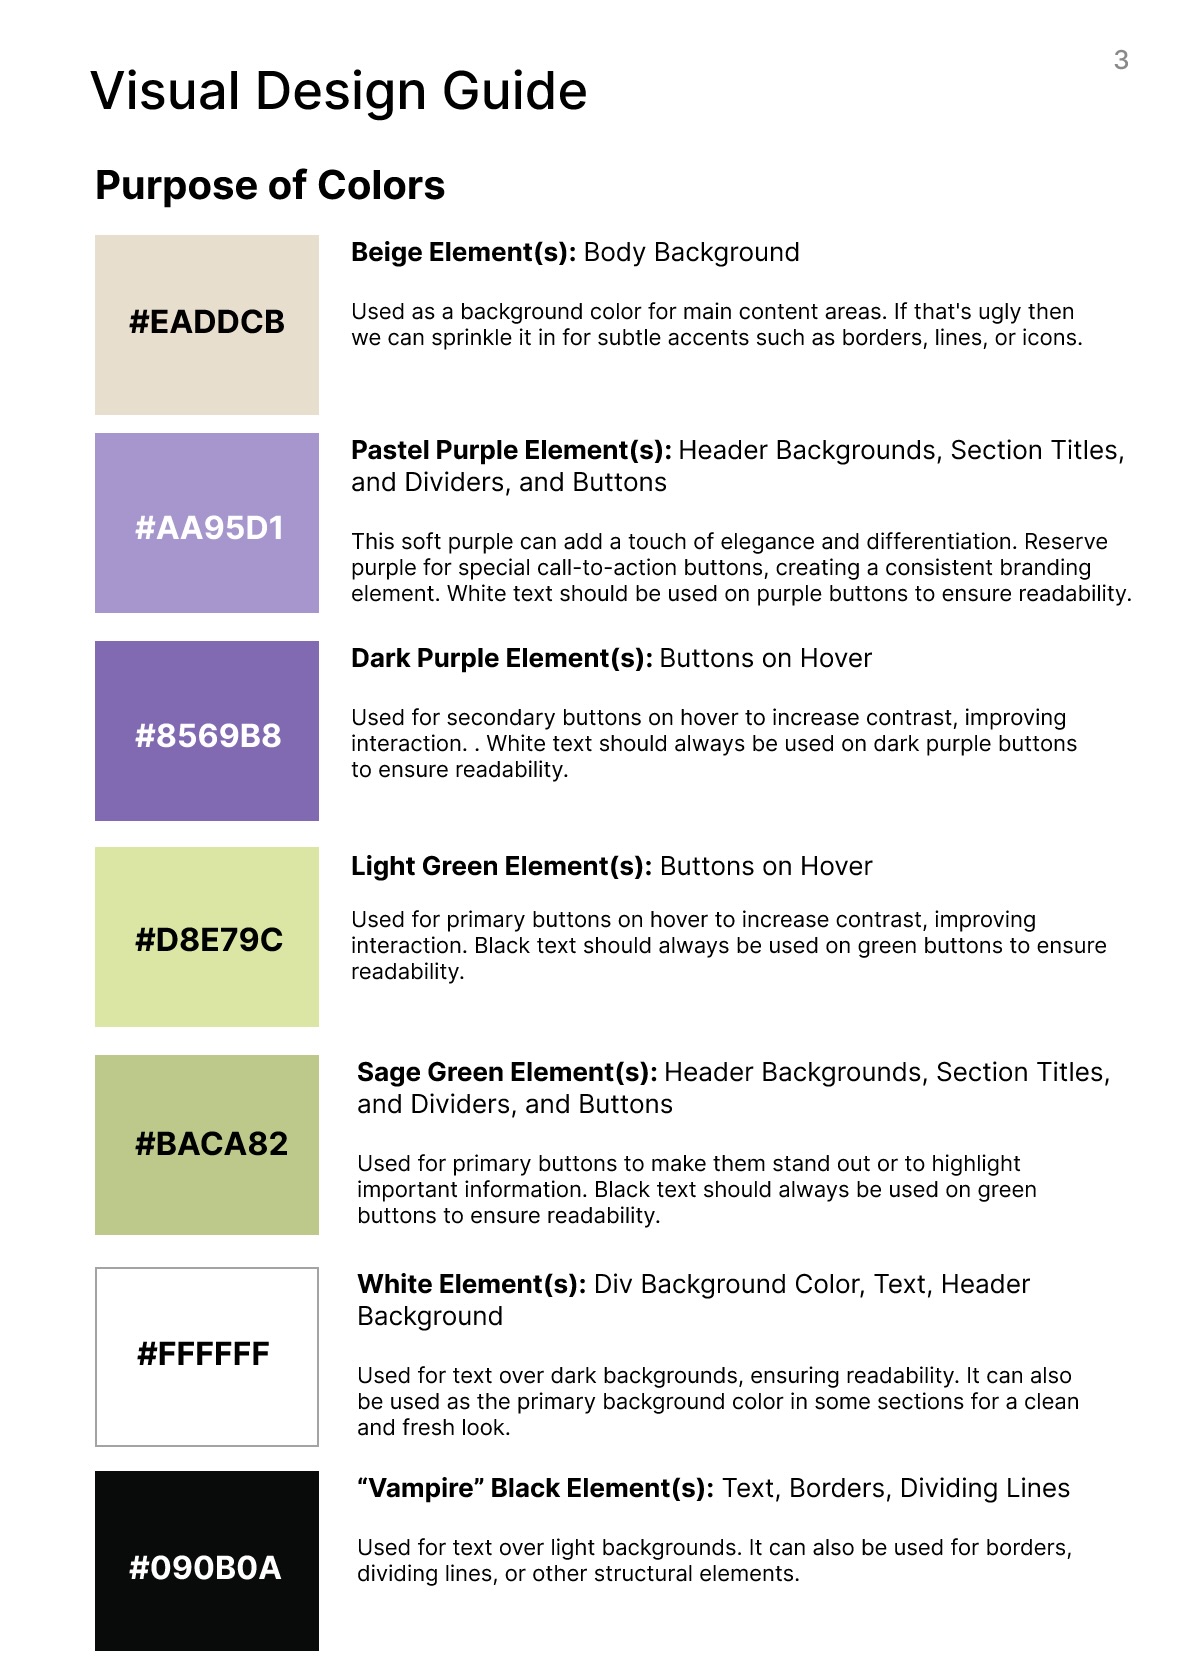 3
Visual Design Guide
Purpose of Colors
#EADDCB
Beige Element(s): Body Background
Used as a background color for main content areas. If that's ugly then
we can sprinkle it in for subtle accents such as borders, lines, or icons.
#AA95D1
Pastel Purple Element(s): Header Backgrounds, Section Titles,
and Dividers, and Buttons
This soft purple can add a touch of elegance and differentiation. Reserve
purple for special call-to-action buttons, creating a consistent branding
element. White text should be used on purple buttons to ensure readability.
#8569B8
Dark Purple Element(s): Buttons on Hover
Used for secondary buttons on hover to increase contrast, improving
interaction. . White text should always be used on dark purple buttons
to ensure readability.
#D8E79C
Light Green Element(s): Buttons on Hover
Used for primary buttons on hover to increase contrast, improving
interaction. Black text should always be used on green buttons to ensure
readability.
#BACA82
Sage Green Element(s): Header Backgrounds, Section Titles,
and Dividers, and Buttons
Used for primary buttons to make them stand out or to highlight
important information. Black text should always be used on green
buttons to ensure readability.
#FFFFFF
White Element(s): Div Background Color, Text, Header
Background
Used for text over dark backgrounds, ensuring readability. It can also
be used as the primary background color in some sections for a clean
and fresh look.
#090B0A
“Vampire” Black Element(s): Text, Borders, Dividing Lines
Used for text over light backgrounds. It can also be used for borders,
dividing lines, or other structural elements.